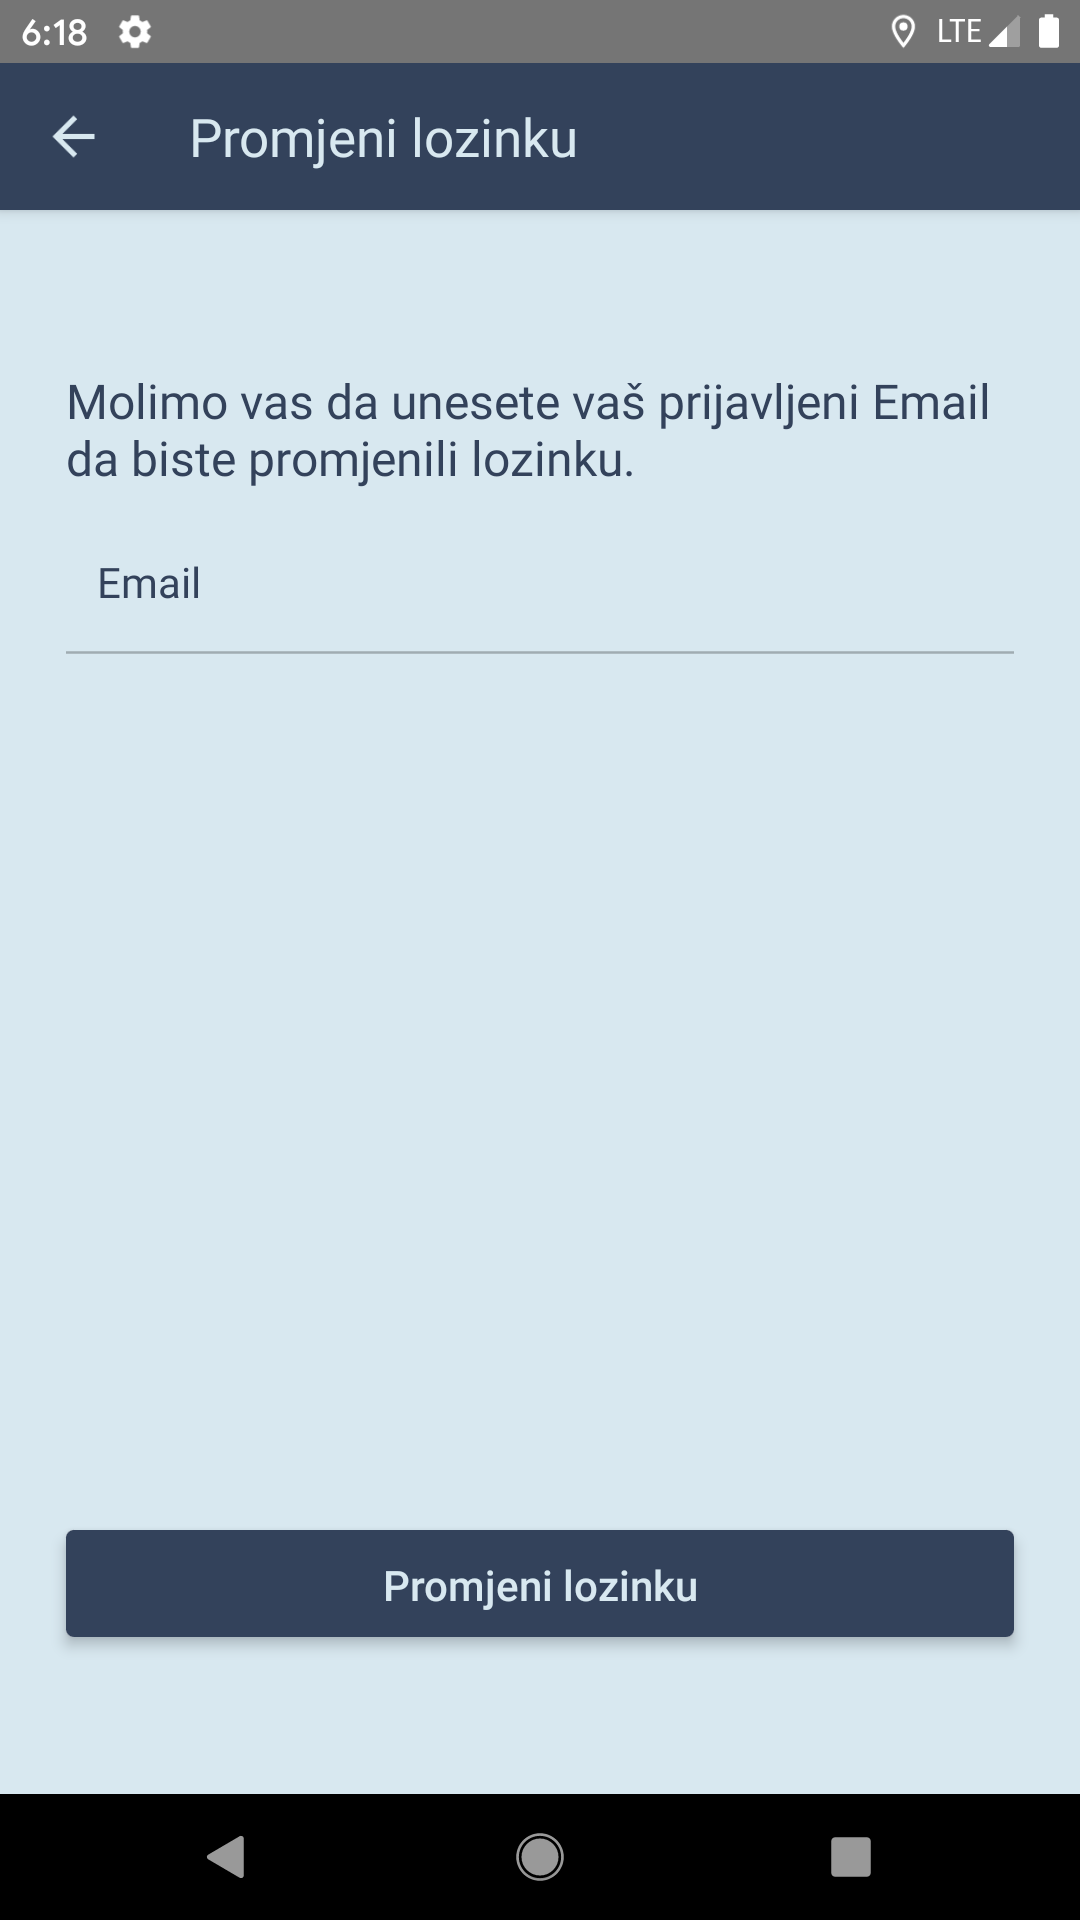 6:18 LTE
Promjeni lozinku
Molimo vas da unesete vaš prijavljeni Email
da biste promjenili lozinku.
Email
Promjeni lozinku